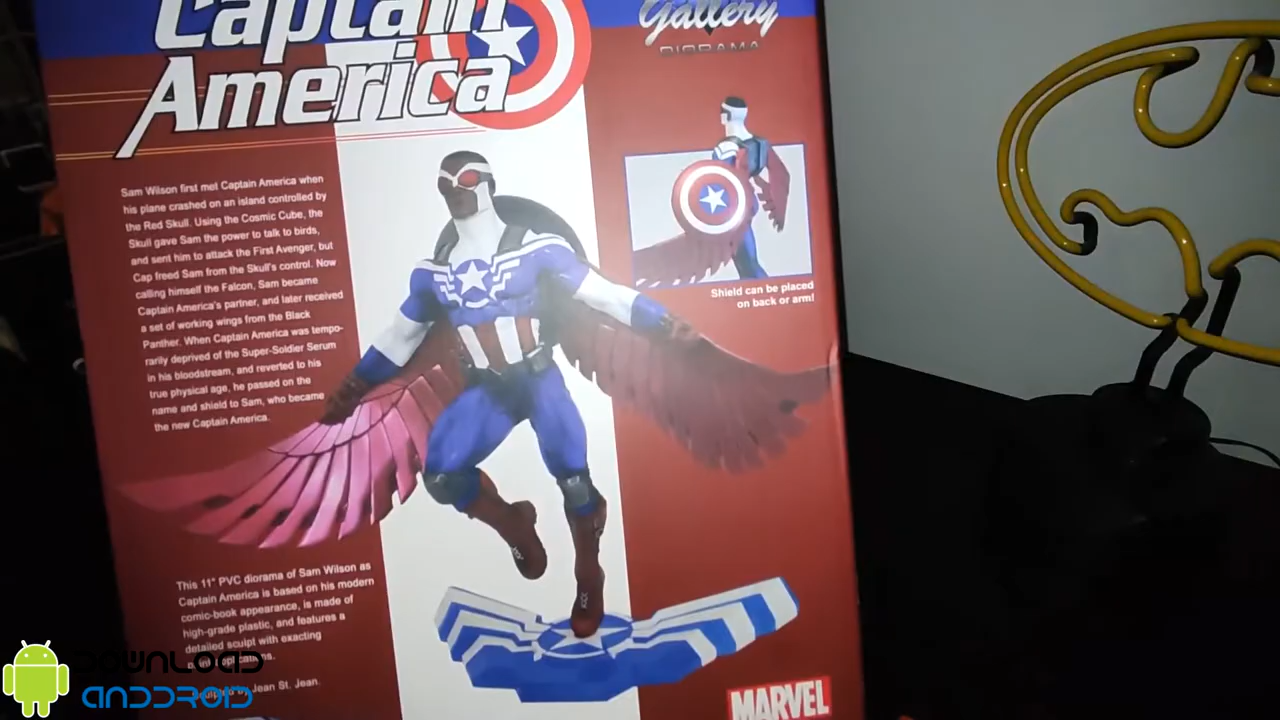 Captain
America
Gallery
DIORAMA
Sam Wilson first met Captain America when
his plane crashed on an island controlled by
the Red Skull. Using the Cosmic Cube, the
Skull gave Sam the power to talk to birds,
and sent him to attack the First Avenger, but
Cap freed Sam from the Skull's control. Now
calling himself the Falcon, Sam became
Captain America's partner, and later received
a set of working wings from the Black
Panther. When Captain America was tempo-
rarily deprived of the Super-Soldier Serum
in his bloodstream, and reverted to his
true physical age, he passed on the
name and shield to Sam, who became
the new Captain America.
Shield can be placed
on back or arm!
This 11" PVC diorama of Sam Wilson as
Captain America is based on his modern
comic-book appearance, is made of
high-grade plastic, and features a
detailed sculpt with exacting
applications.
by Jean St. Jean.
MARVEL
DOWNLOAD
ANDDROID